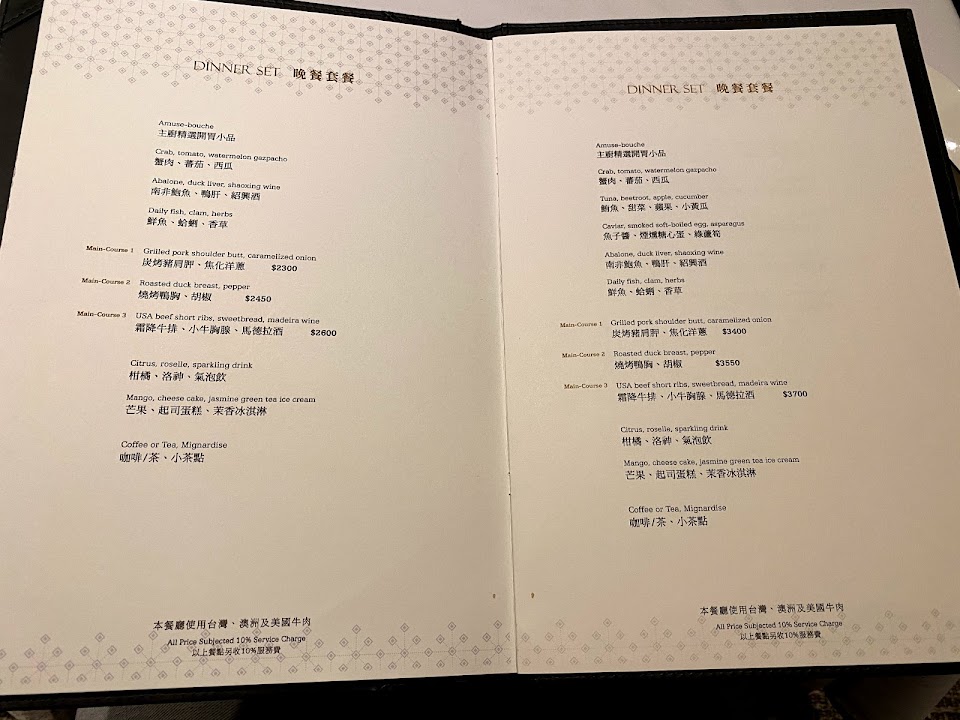 DINNER SET 晚餐套餐
Amuse-bouche
主廚精選開胃小品
Crab, tomato, watermelon gazpacho
蟹肉、蕃茄、西瓜
Abalone, duck liver, shaoxing wine
南非鮑魚、鴨肝、紹興酒
Daily fish, clam, herbs
鮮魚、蛤蜊、香草
Main-Course 1 Grilled pork shoulder butt, caramelized onion
炭烤豬肩胛、焦化洋蔥 $2300
Main-Course 2 Roasted duck breast, pepper
燒烤鴨胸、胡椒 $2450
Main-Course 3 USA beef short ribs, sweetbread, madeira wine
霜降牛排、小牛胸腺、馬德拉酒 $2600
Citrus, roselle, sparkling drink
柑橘、洛神、氣泡飲
Mango, cheese cake, jasmine green tea ice cream
芒果、起司蛋糕、茉香冰淇淋
Coffee or Tea, Mignardise
咖啡/茶、小茶點
本餐廳使用台灣、澳洲及美國牛肉
All Price Subjected 10% Service Charge
以上餐點另收10%服務費
DINNER SET 晚餐套餐
Amuse-bouche
主廚精選開胃小品
Crab, tomato, watermelon gazpacho
蟹肉、蕃茄、西瓜
Tuna, beetroot, apple, cucumber
鮪魚、甜菜、蘋果、小黃瓜
Caviar, smoked soft-boiled egg, asparagus
魚子醬、煙燻糖心蛋、綠蘆筍
Abalone, duck liver, shaoxing wine
南非鮑魚、鴨肝、紹興酒
Daily fish, clam, herbs
鮮魚、蛤蜊、香草
Main-Course 1 Grilled pork shoulder butt, caramelized onion
炭烤豬肩胛、焦化洋蔥 $3400
Main-Course 2 Roasted duck breast, pepper
燒烤鴨胸、胡椒 $3550
Main-Course 3 USA beef short ribs, sweetbread, madeira wine
霜降牛排、小牛胸腺、馬德拉酒 $3700
Citrus, roselle, sparkling drink
柑橘、洛神、氣泡飲
Mango, cheese cake, jasmine green tea ice cream
芒果、起司蛋糕、茉香冰淇淋
Coffee or Tea, Mignardise
咖啡/茶、小茶點
本餐廳使用台灣、澳洲及美國牛肉
All Price Subjected 10% Service Charge
以上餐點另收10%服務費